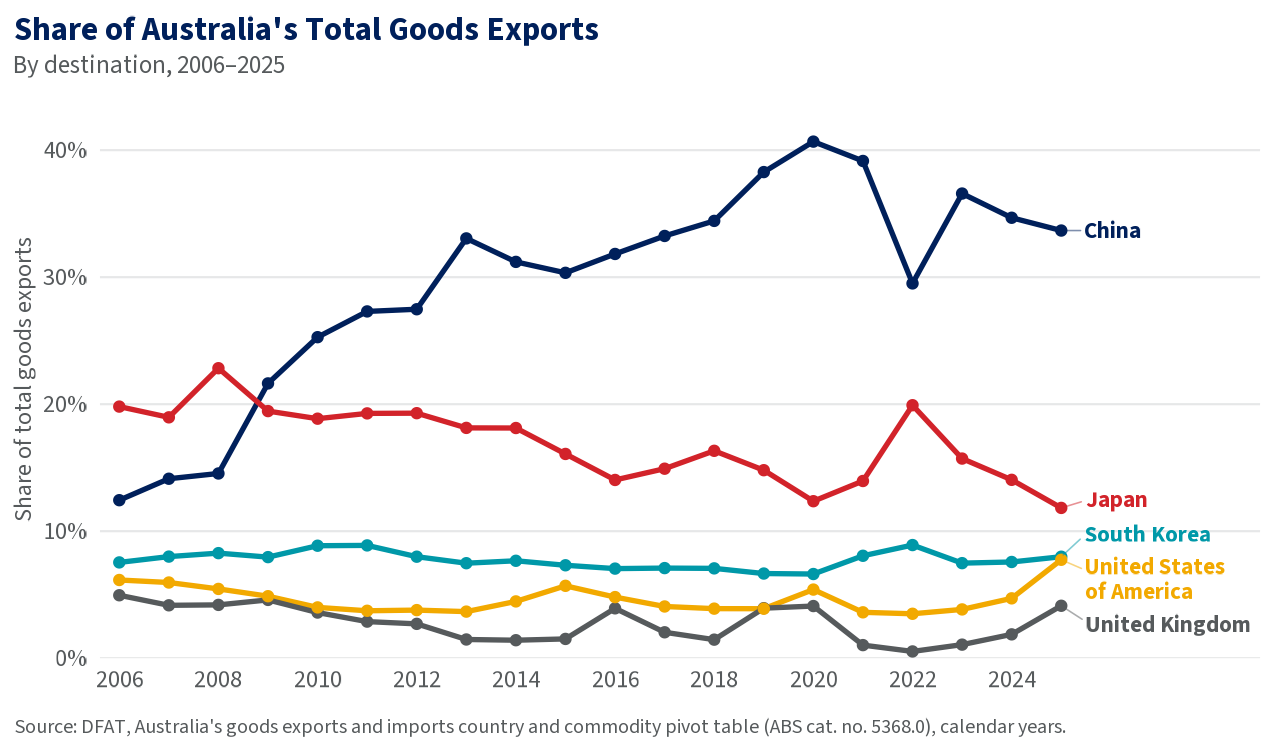 Share of Australia's Total Goods Exports
By destination, 2006–2025
Share of total goods exports
40%
30%
20%
10%
0%
China
Japan
South Korea
United States
of America
United Kingdom
2006 2008 2010 2012 2014 2016 2018 2020 2022 2024
Source: DFAT, Australia's goods exports and imports country and commodity pivot table (ABS cat. no. 5368.0), calendar years.